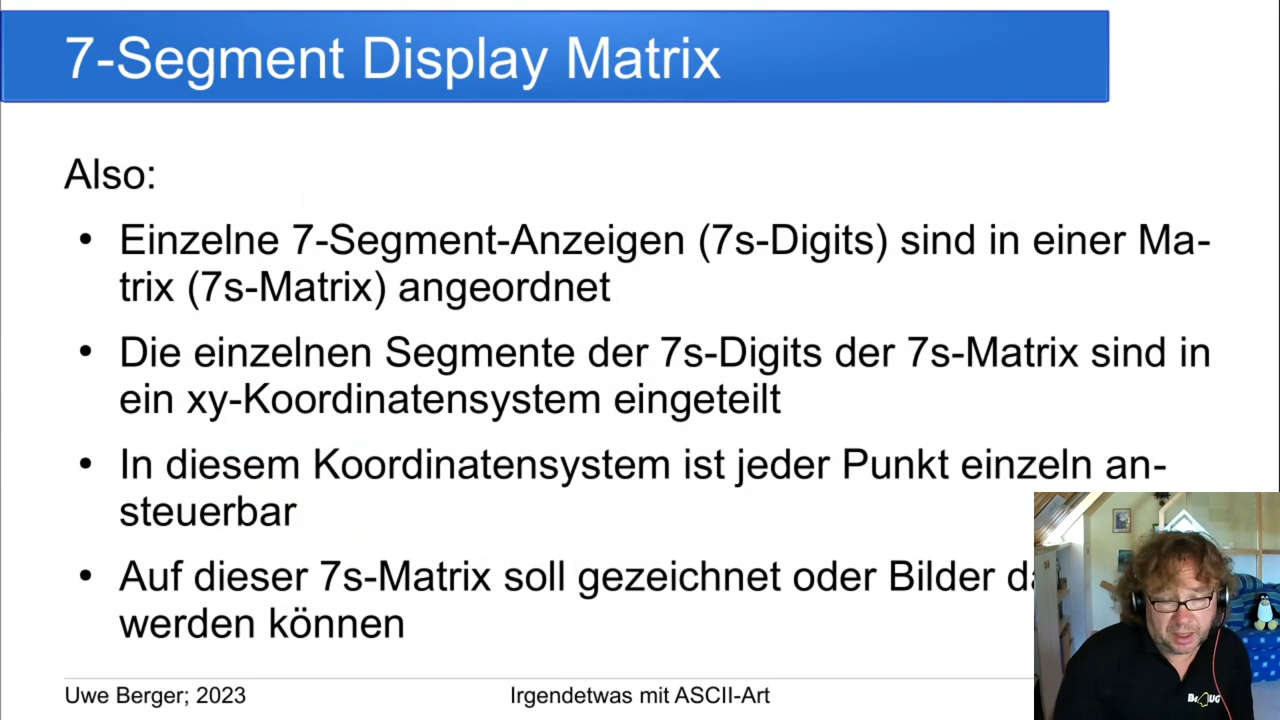 7-Segment Display Matrix
Also:
• Einzelne 7-Segment-Anzeigen (7s-Digits) sind in einer Ma-
trix (7s-Matrix) angeordnet
• Die einzelnen Segmente der 7s-Digits der 7s-Matrix sind in
ein xy-Koordinatensystem eingeteilt
• In diesem Koordinatensystem ist jeder Punkt einzeln an-
steuerbar
• Auf dieser 7s-Matrix soll gezeichnet oder Bilder
werden können
Uwe Berger; 2023
Irgendetwas mit ASCII-Art